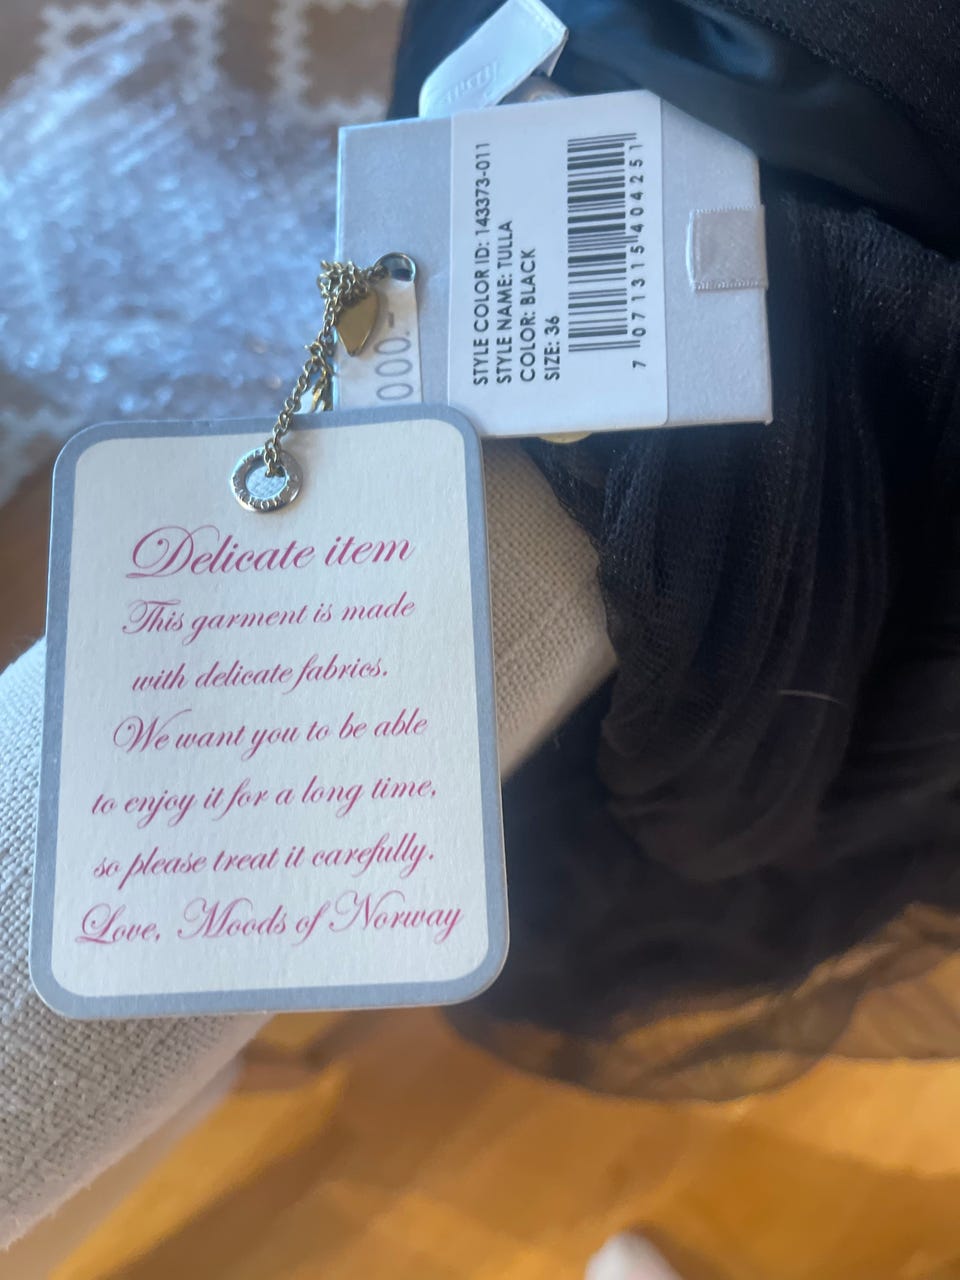 STYLE COLOR ID: 143373-011
STYLE NAME: TULLA
COLOR: BLACK
SIZE: 36
7 071315 404251
000.-
Delicate item
This garment is made
with delicate fabrics.
We want you to be able
to enjoy it for a long time,
so please treat it carefully.
Love, Moods of Norway